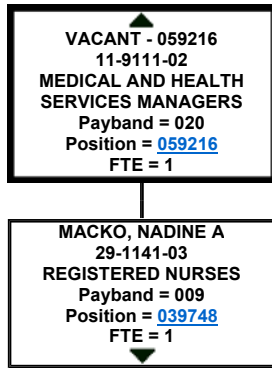 VACANT - 059216
11-9111-02
MEDICAL AND HEALTH
SERVICES MANAGERS
Payband = 020
Position = 059216
FTE = 1
MACKO, NADINE A
29-1141-03
REGISTERED NURSES
Payband = 009
Position = 039748
FTE = 1